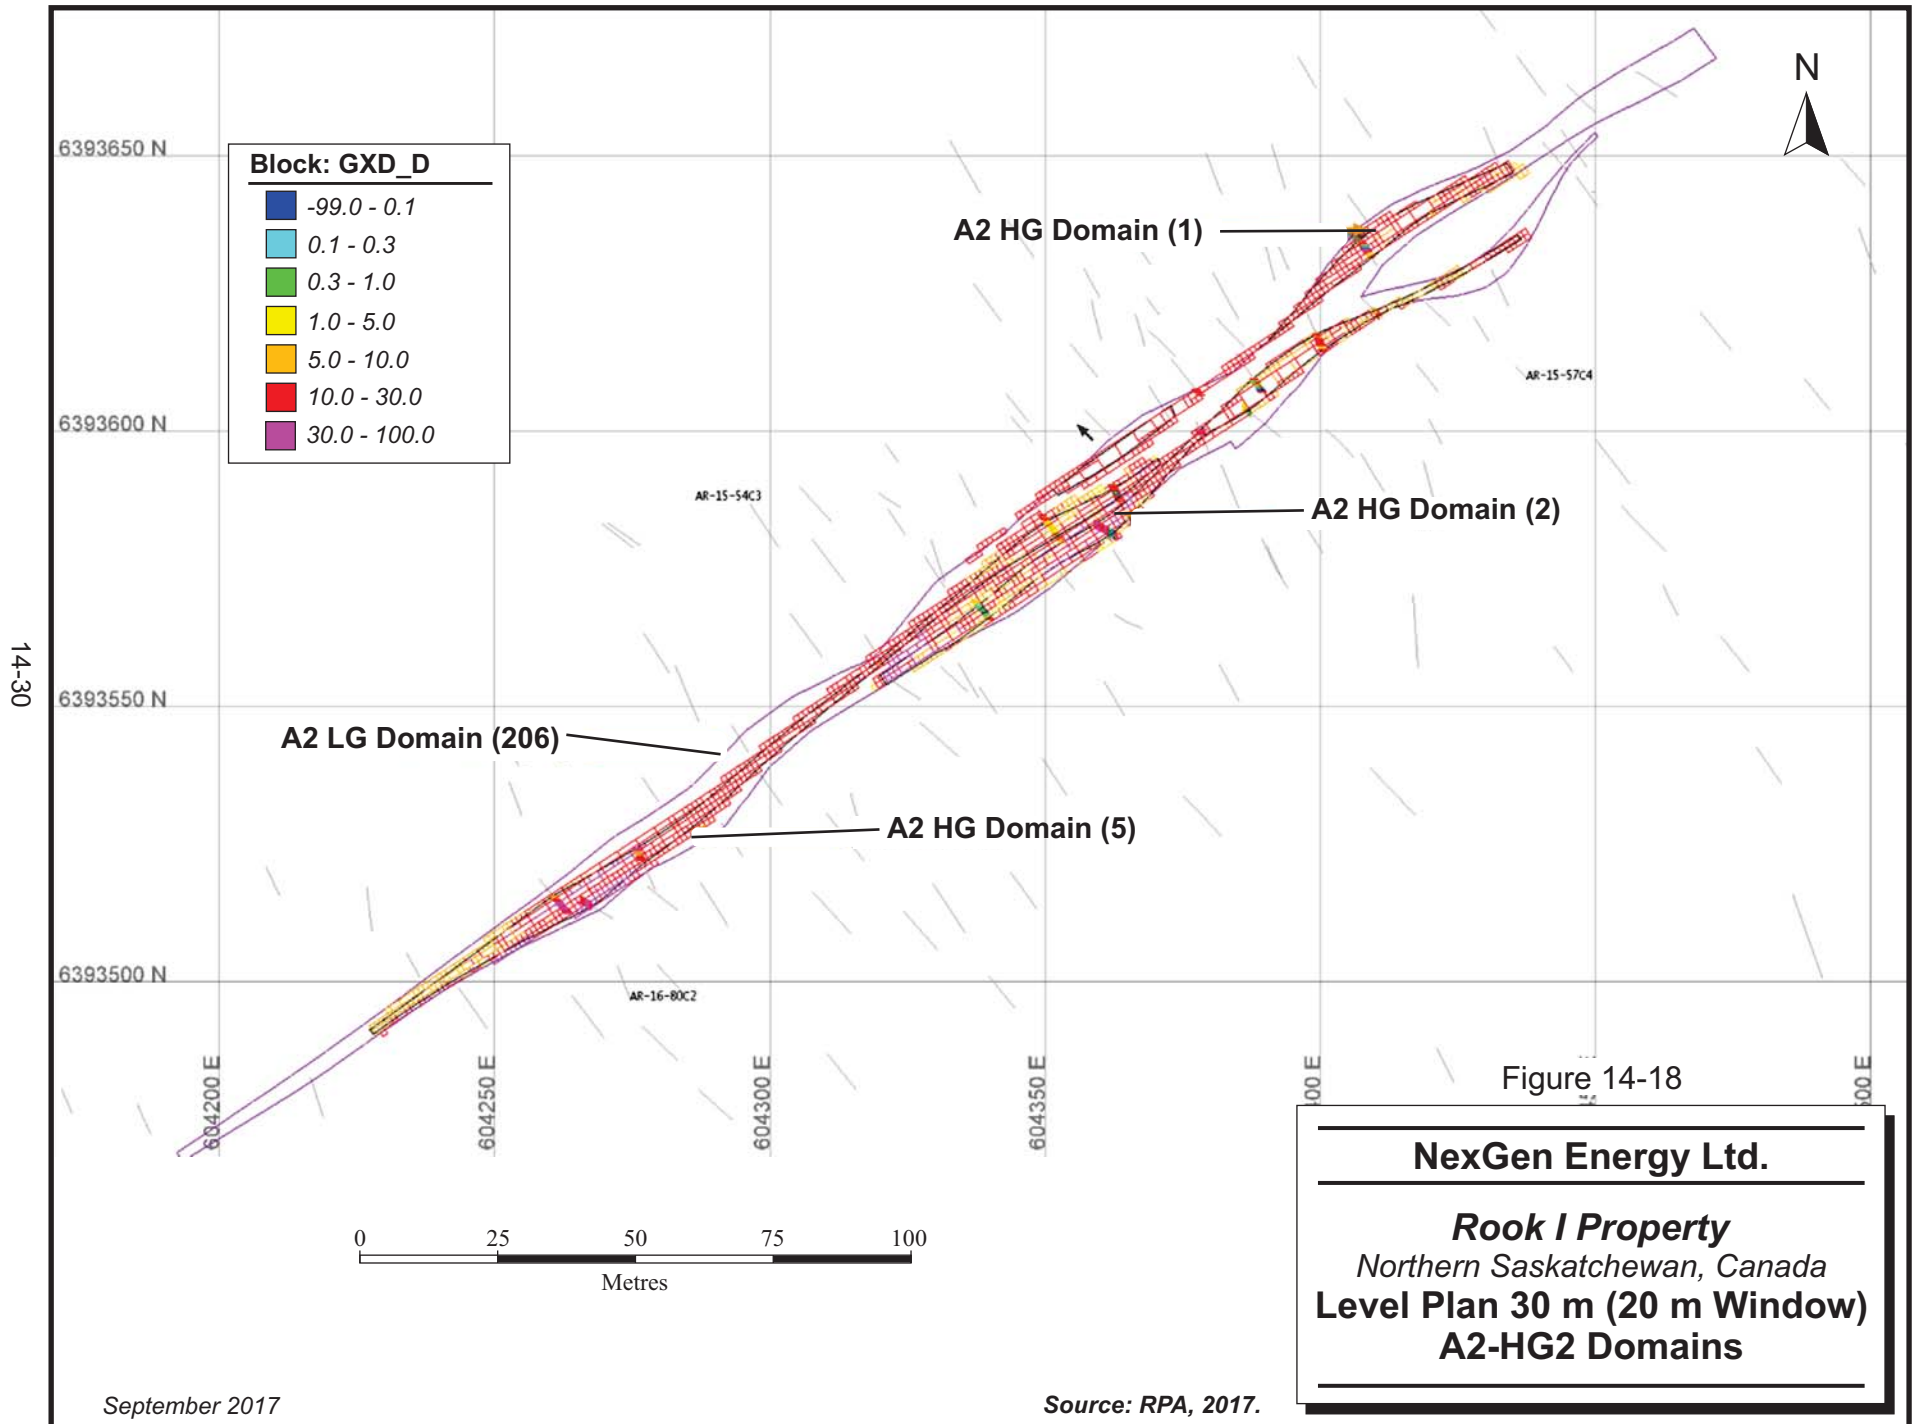 N
6393650 N
6393600 N
6393550 N
6393500 N
Block: GXD_D
-99.0 - 0.1
0.1 - 0.3
0.3 - 1.0
1.0 - 5.0
5.0 - 10.0
10.0 - 30.0
30.0 - 100.0
A2 HG Domain (1)
AR-15-57C4
AR-15-54C3
A2 HG Domain (2)
14-30
A2 LG Domain (206)
A2 HG Domain (5)
AR-16-80C2
604200 E
604250 E
604300 E
604350 E
00 E
00 E
Figure 14-18
NexGen Energy Ltd.
Rook I Property
Northern Saskatchewan, Canada
Level Plan 30 m (20 m Window)
A2-HG2 Domains
0 25 50 75 100
Metres
September 2017
Source: RPA, 2017.